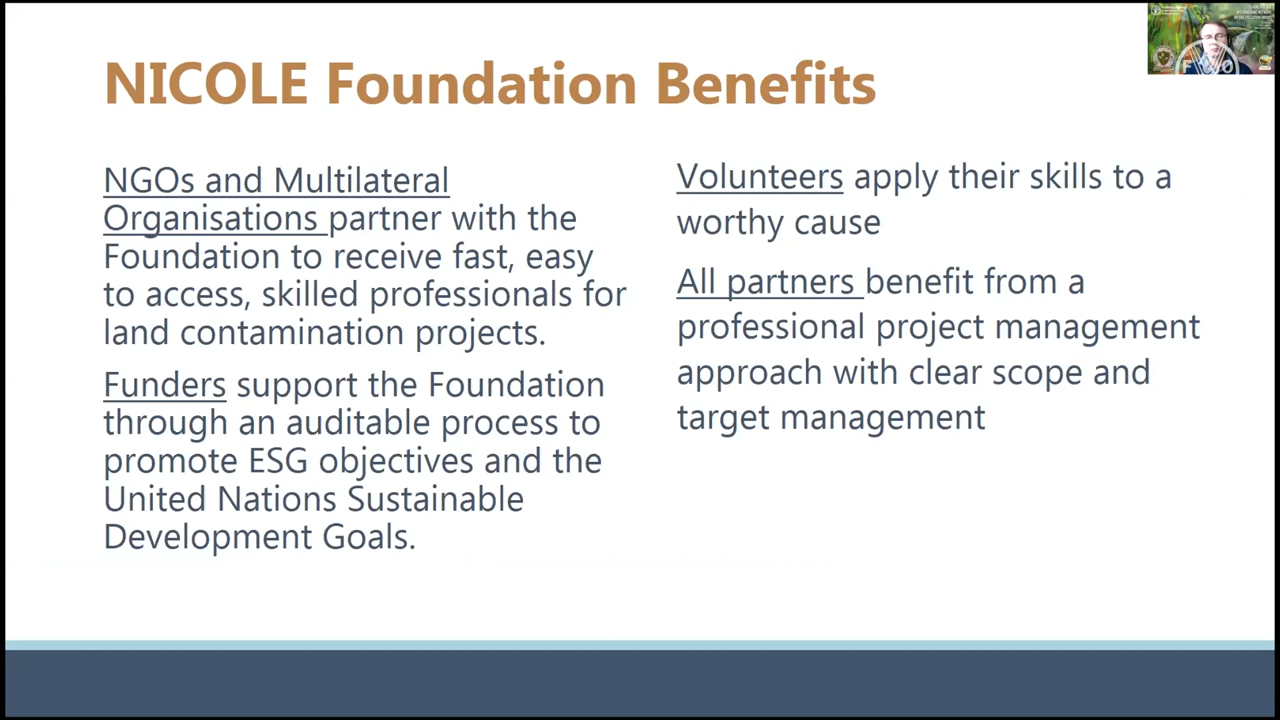 NICOLE Foundation Benefits
NGOs and Multilateral
Organisations partner with the
Foundation to receive fast, easy
to access, skilled professionals for
land contamination projects.
Funders support the Foundation
through an auditable process to
promote ESG objectives and the
United Nations Sustainable
Development Goals.
Volunteers apply their skills to a
worthy cause
All partners benefit from a
professional project management
approach with clear scope and
target management